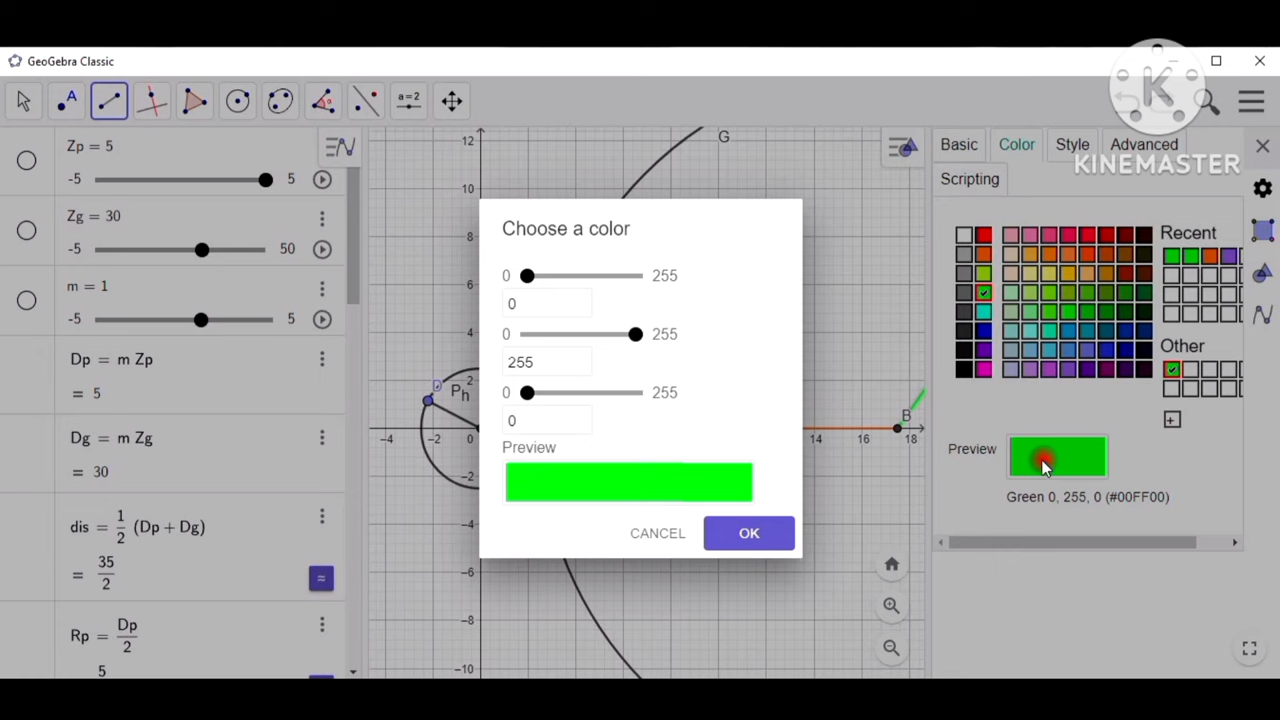 GeoGebra Classic
KINEMASTER
Zp = 5
-5 5
Zg = 30
-5 50
m = 1
-5 5
Dp = m Zp
= 5
Dg = m Zg
= 30
dis = 1/2 (Dp + Dg)
= 35/2
≈
Rp = Dp/2
5
12
10
8
6
4
2
0
-2
-4
-6
-8
-10
-4 -2 0 14 16 18
G
D
Ph
B
Choose a color
0 255
0
0 255
255
0 255
0
Preview
CANCEL OK
Basic Color Style Advanced
Scripting
Recent
Other
+
Preview
Green 0, 255, 0 (#00FF00)
a=2
A
K